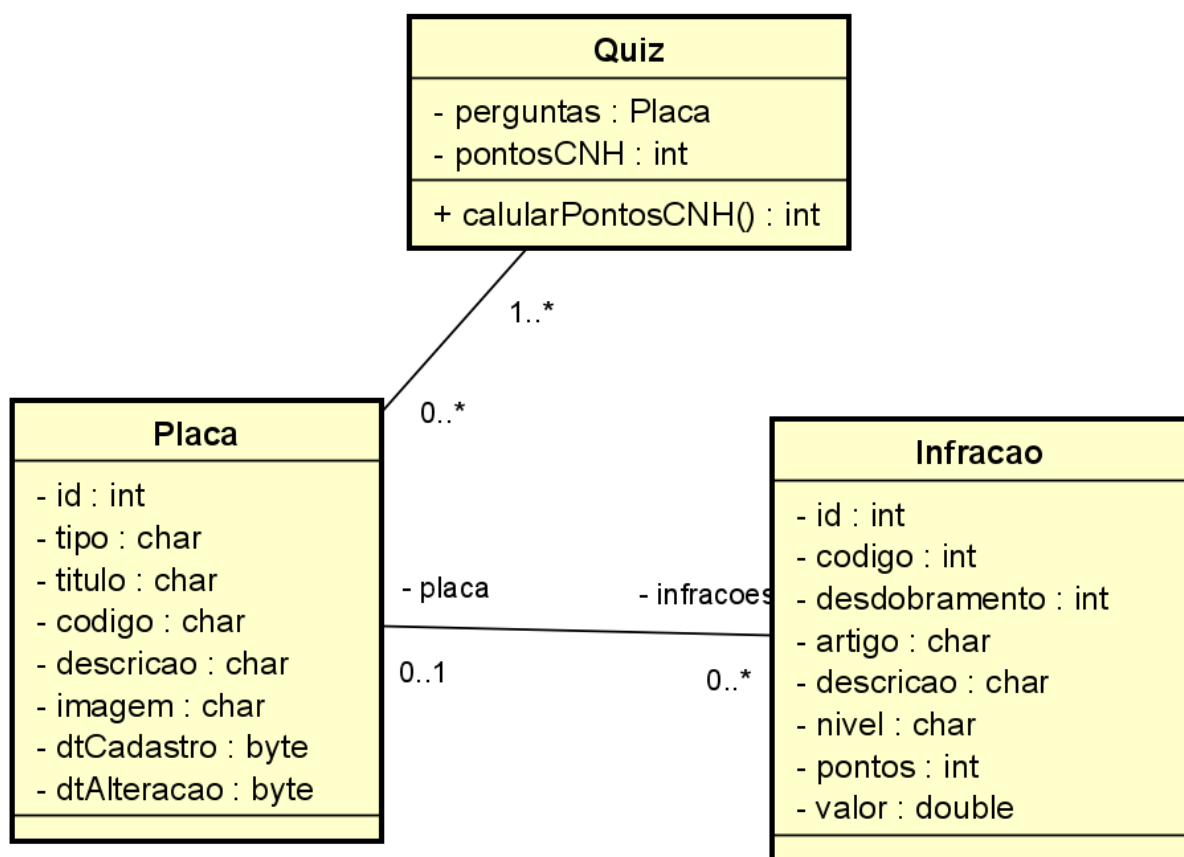 Quiz
- perguntas : Placa
- pontosCNH : int
+ calularPontosCNH() : int
1..*
0..*
Placa
- id : int
- tipo : char
- titulo : char
- codigo : char
- descricao : char
- imagem : char
- dtCadastro : byte
- dtAlteracao : byte
- placa
0..1
- infracoes
0..*
Infracao
- id : int
- codigo : int
- desdobramento : int
- artigo : char
- descricao : char
- nivel : char
- pontos : int
- valor : double